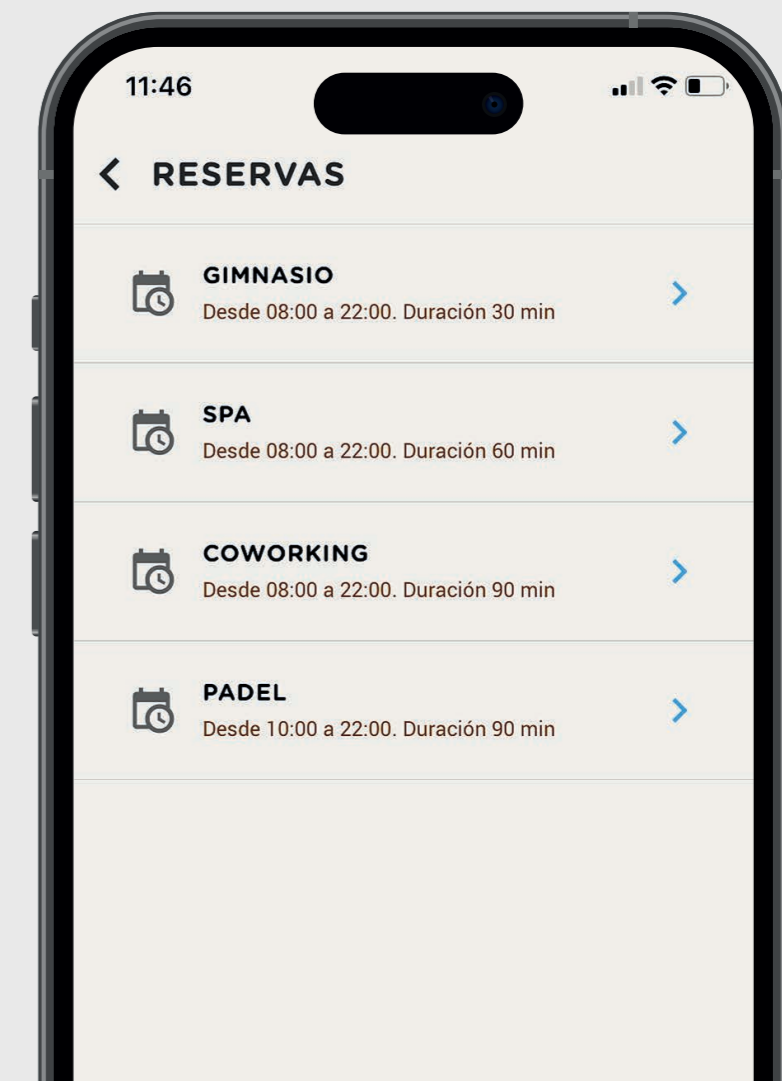 11:46
RESERVAS
GIMNASIO
Desde 08:00 a 22:00. Duración 30 min
SPA
Desde 08:00 a 22:00. Duración 60 min
COWORKING
Desde 08:00 a 22:00. Duración 90 min
PADEL
Desde 10:00 a 22:00. Duración 90 min